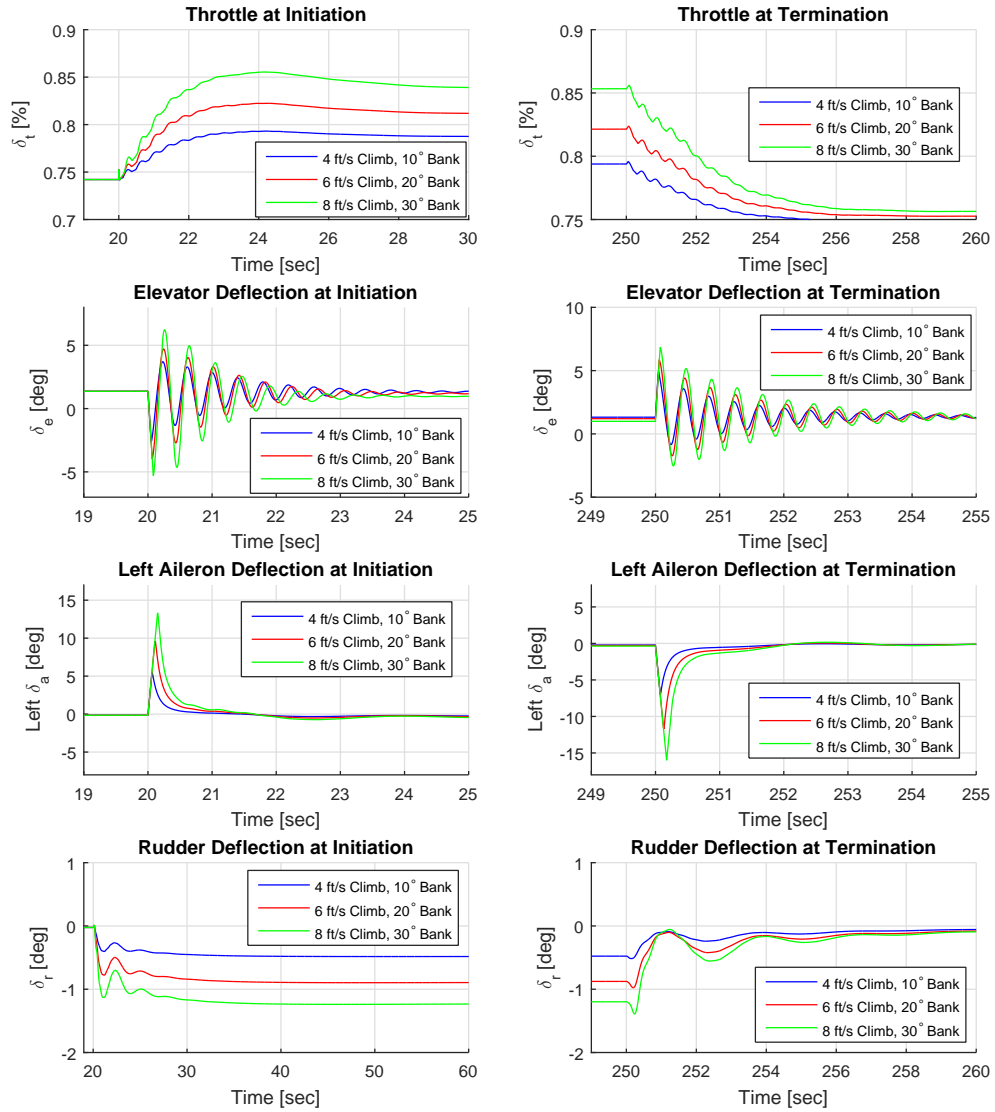 Throttle at Initiation
δt [%]
0.9
0.85
0.8
0.75
0.7
4 ft/s Climb, 10° Bank
6 ft/s Climb, 20° Bank
8 ft/s Climb, 30° Bank
20 22 24 26 28 30
Time [sec]
Throttle at Termination
δt [%]
0.9
0.85
0.8
0.75
4 ft/s Climb, 10° Bank
6 ft/s Climb, 20° Bank
8 ft/s Climb, 30° Bank
250 252 254 256 258 260
Time [sec]
Elevator Deflection at Initiation
δe [deg]
5
0
-5
4 ft/s Climb, 10° Bank
6 ft/s Climb, 20° Bank
8 ft/s Climb, 30° Bank
19 20 21 22 23 24 25
Time [sec]
Elevator Deflection at Termination
δe [deg]
10
5
0
-5
4 ft/s Climb, 10° Bank
6 ft/s Climb, 20° Bank
8 ft/s Climb, 30° Bank
249 250 251 252 253 254 255
Time [sec]
Left Aileron Deflection at Initiation
Left δa [deg]
15
10
5
0
-5
4 ft/s Climb, 10° Bank
6 ft/s Climb, 20° Bank
8 ft/s Climb, 30° Bank
19 20 21 22 23 24 25
Time [sec]
Left Aileron Deflection at Termination
Left δa [deg]
5
0
-5
-10
-15
4 ft/s Climb, 10° Bank
6 ft/s Climb, 20° Bank
8 ft/s Climb, 30° Bank
249 250 251 252 253 254 255
Time [sec]
Rudder Deflection at Initiation
δr [deg]
1
0
-1
-2
4 ft/s Climb, 10° Bank
6 ft/s Climb, 20° Bank
8 ft/s Climb, 30° Bank
20 30 40 50 60
Time [sec]
Rudder Deflection at Termination
δr [deg]
1
0
-1
-2
4 ft/s Climb, 10° Bank
6 ft/s Climb, 20° Bank
8 ft/s Climb, 30° Bank
250 252 254 256 258 260
Time [sec]